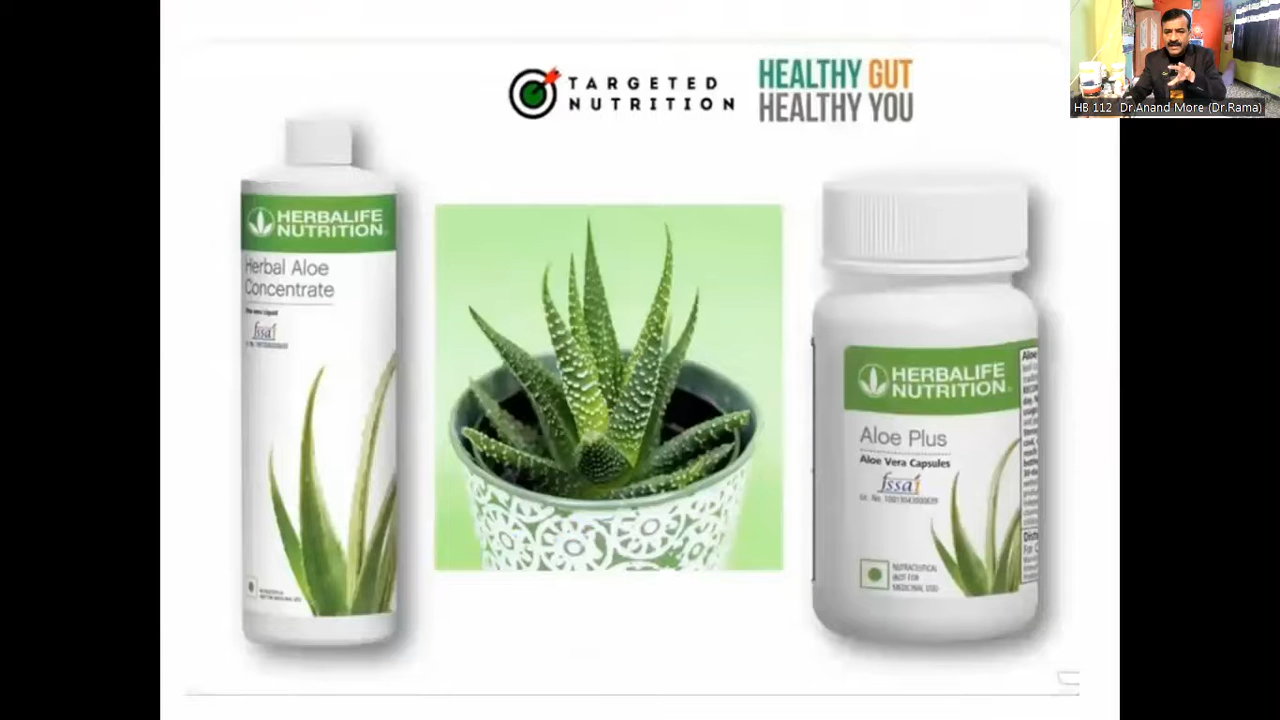 TARGETED
NUTRITION
HEALTHY GUT
HEALTHY YOU
HB 112 Dr.Anand More (Dr.Rama)
HERBALIFE
NUTRITION
Herbal Aloe
Concentrate
fssai
HERBALIFE
NUTRITION
Aloe Plus
Aloe Vera Capsules
fssai
NUTRACEUTICAL
NOT FOR
MEDICINAL USE